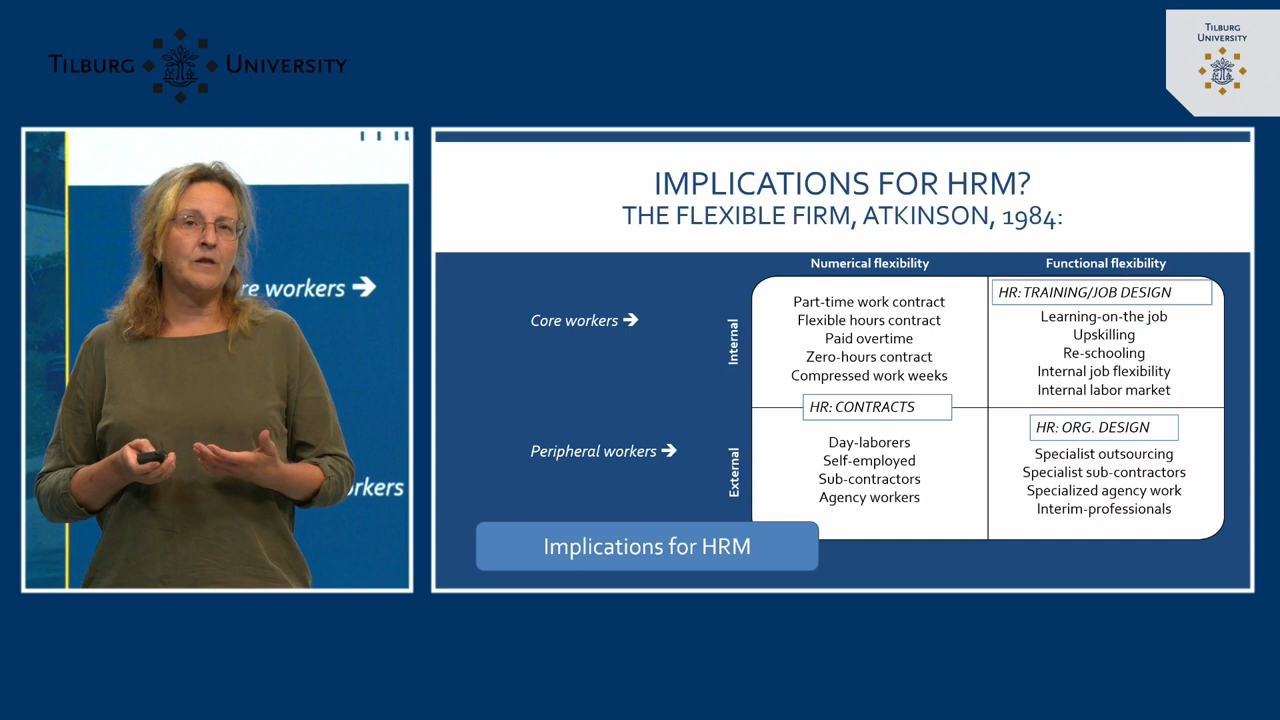 TILBURG UNIVERSITY
TILBURG
UNIVERSITY
re workers →
rkers
IMPLICATIONS FOR HRM?
THE FLEXIBLE FIRM, ATKINSON, 1984:
Numerical flexibility
Functional flexibility
Core workers →
Internal
Part-time work contract
Flexible hours contract
Paid overtime
Zero-hours contract
Compressed work weeks
HR: TRAINING/JOB DESIGN
Learning-on-the job
Upskilling
Re-schooling
Internal job flexibility
Internal labor market
HR: CONTRACTS
Peripheral workers →
External
Day-laborers
Self-employed
Sub-contractors
Agency workers
HR: ORG. DESIGN
Specialist outsourcing
Specialist sub-contractors
Specialized agency work
Interim-professionals
Implications for HRM